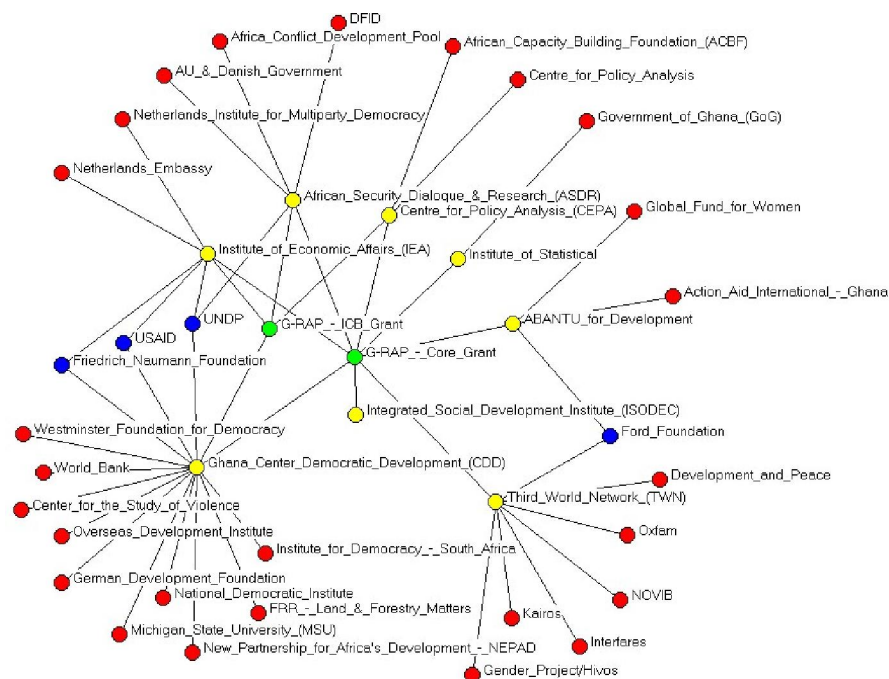 DFID
Africa_Conflict_Development_Pool
African_Capacity_Building_Foundation_(ACBF)
AU_&_Danish_Government
Centre_for_Policy_Analysis
Netherlands_Institute_for_Multiparty_Democracy
Government_of_Ghana_(GoG)
Netherlands_Embassy
African_Security_Dialoque_&_Research_(ASDR)
Centre_for_Policy_Analysis_(CEPA)
Global_Fund_for_Women
Institute_of_Economic_Affairs_(IEA)
Institute_of_Statistical
Action_Aid_International_-_Ghana
UNDP
G-RAP_-_ICB_Grant
ABANTU_for_Development
USAID
Friedrich_Naumann_Foundation
G-RAP_-_Core_Grant
Integrated_Social_Development_Institute_(ISODEC)
Westminster_Foundation_for_Democracy
Ford_Foundation
World_Bank
Ghana_Center_Democratic_Development_(CDD)
Development_and_Peace
Third_World_Network_(TWN)
Center_for_the_Study_of_Violence
Overseas_Development_Institute
Oxfam
Institute_for_Democracy_-_South_Africa
German_Development_Foundation
National_Democratic_Institute
NOVIB
FRR_-_Land_&_Forestry_Matters
Kairos
Michigan_State_University_(MSU)
Interfares
New_Partnership_for_Africa's_Development_-_NEPAD
Gender_Project/Hivos